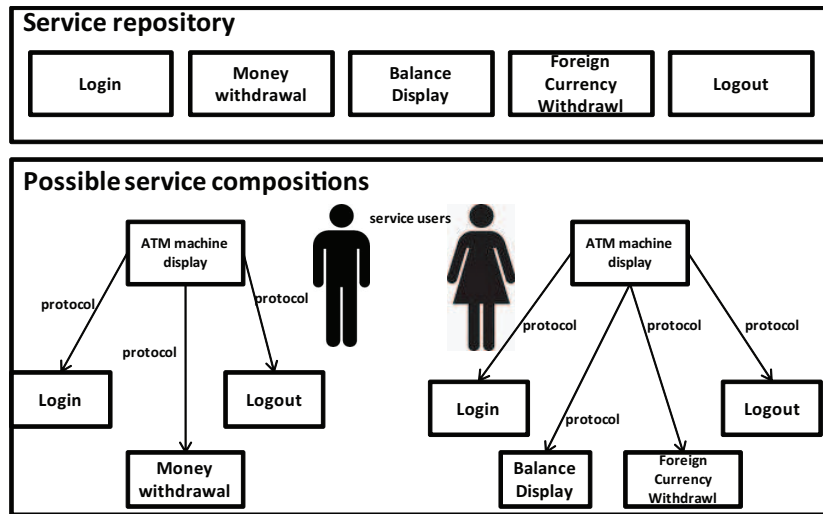 Service repository
Login
Money
withdrawal
Balance
Display
Foreign
Currency
Withdrawl
Logout
Possible service compositions
service users
ATM machine
display
protocol
protocol
protocol
Login
Logout
Money
withdrawal
ATM machine
display
protocol
protocol
protocol
protocol
Login
Logout
Balance
Display
Foreign
Currency
Withdrawl